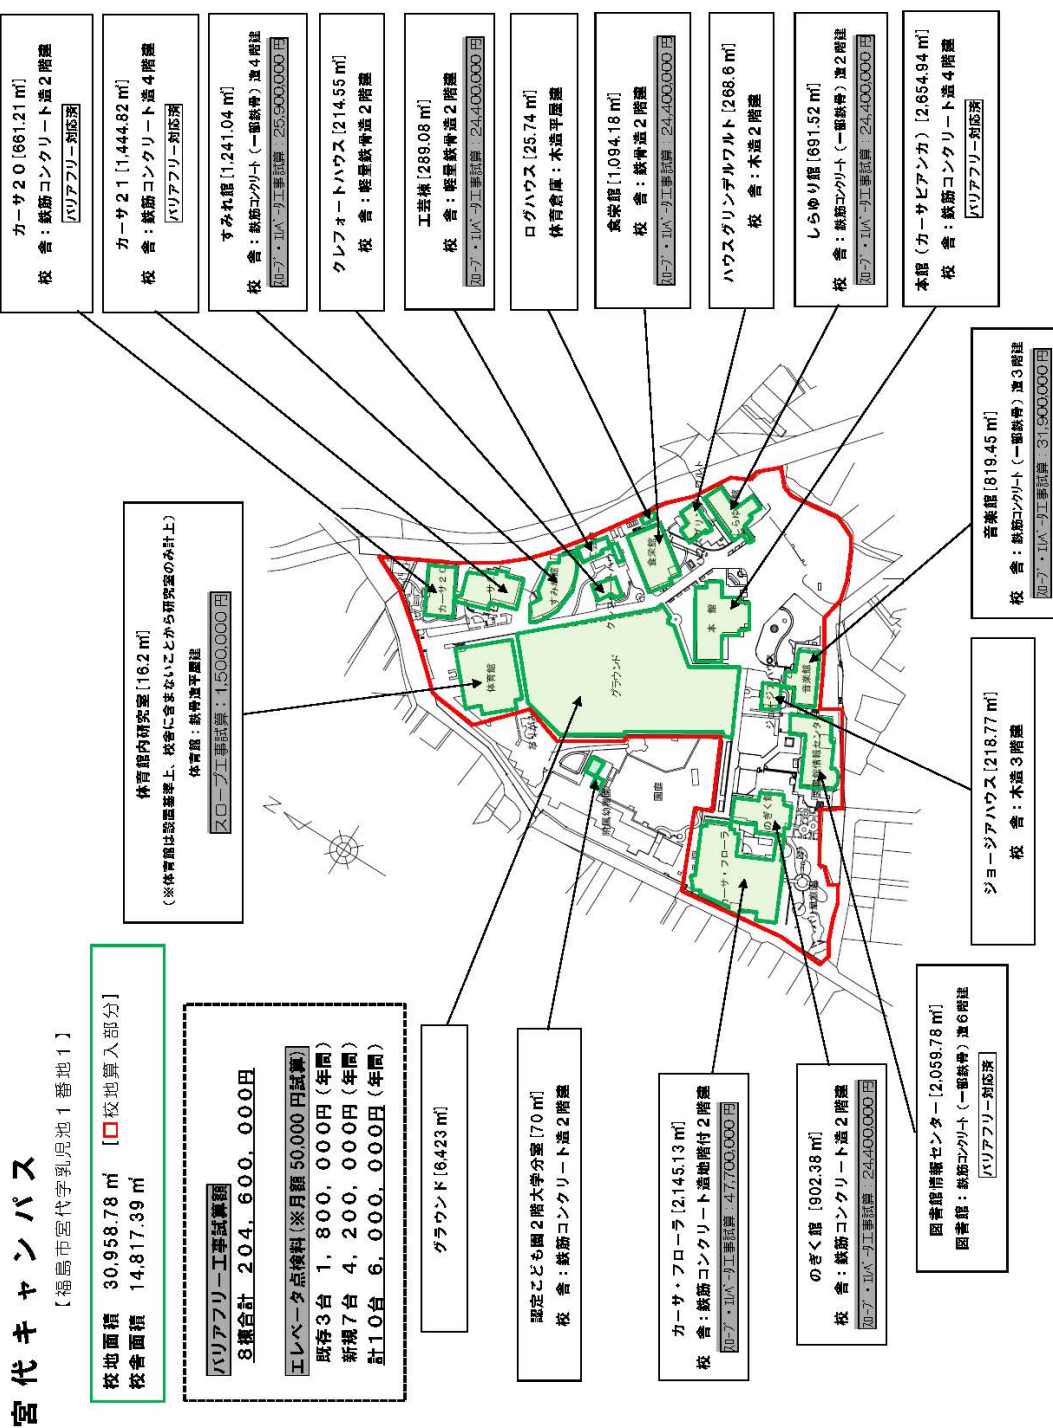 宮代キャンパス
【福島市宮代字乳児池1番地1】
校地面積 30,958.78㎡ [□校地算入部分]
校舎面積 14,817.39㎡
バリアフリー工事試算額
8棟合計 204,600,000円
エレベータ点検料(※月額 50,000円試算)
既存3台 1,800,000円(年間)
新規7台 4,200,000円(年間)
計10台 6,000,000円(年間)
体育館内研究室[16.2㎡]
(※体育館は設置基準上、校舎に含まないことから研究室のみ計上)
体育館:鉄骨造平屋建
スロープ工事試算:1,500,000円
カーサ20[661.21㎡]
校 舎:鉄筋コンクリート造2階建
バリアフリー対応済
カーサ21[1,444.82㎡]
校 舎:鉄筋コンクリート造4階建
バリアフリー対応済
すみれ館[1,241.04㎡]
校 舎:鉄筋コンクリート(一部鉄骨)造4階建
スロープ・エレベータ工事試算:25,900,000円
クレフォートハウス[214.55㎡]
校 舎:軽量鉄骨造2階建
工芸棟[289.08㎡]
校 舎:軽量鉄骨造2階建
スロープ・エレベータ工事試算:24,400,000円
ログハウス[25.74㎡]
体育倉庫:木造平屋建
食栄館[1,094.18㎡]
校 舎:鉄骨造2階建
スロープ・エレベータ工事試算:24,400,000円
ハウスグリンデルワルト[268.6㎡]
校 舎:木造2階建
しらゆり館[691.52㎡]
校 舎:鉄筋コンクリート(一部鉄骨)造2階建
スロープ・エレベータ工事試算:24,400,000円
本館(カーサビアンカ)[2,654.94㎡]
校 舎:鉄筋コンクリート造4階建
バリアフリー対応済
グラウンド[6,423㎡]
認定こども園2階大学分室[70㎡]
校 舎:鉄筋コンクリート造2階建
カーサ・フローラ[2,145.13㎡]
校 舎:鉄筋コンクリート造地階付2階建
スロープ・エレベータ工事試算:47,700,000円
のぎく館 [902.38㎡]
校 舎:鉄筋コンクリート造2階建
スロープ・エレベータ工事試算:24,400,000円
図書館情報センター[2,059.78㎡]
図書館:鉄筋コンクリート(一部鉄骨)造6階建
バリアフリー対応済
ジョージアハウス[218.77㎡]
校 舎:木造3階建
音楽館[819.45㎡]
校 舎:鉄筋コンクリート(一部鉄骨)造3階建
スロープ・エレベータ工事試算:31,900,000円
カーサ20
すみれ館
体育館
グラウンド
食栄館
本館
音楽館
園庭
のぎく館
カーサ・フローラ
図書館情報センター